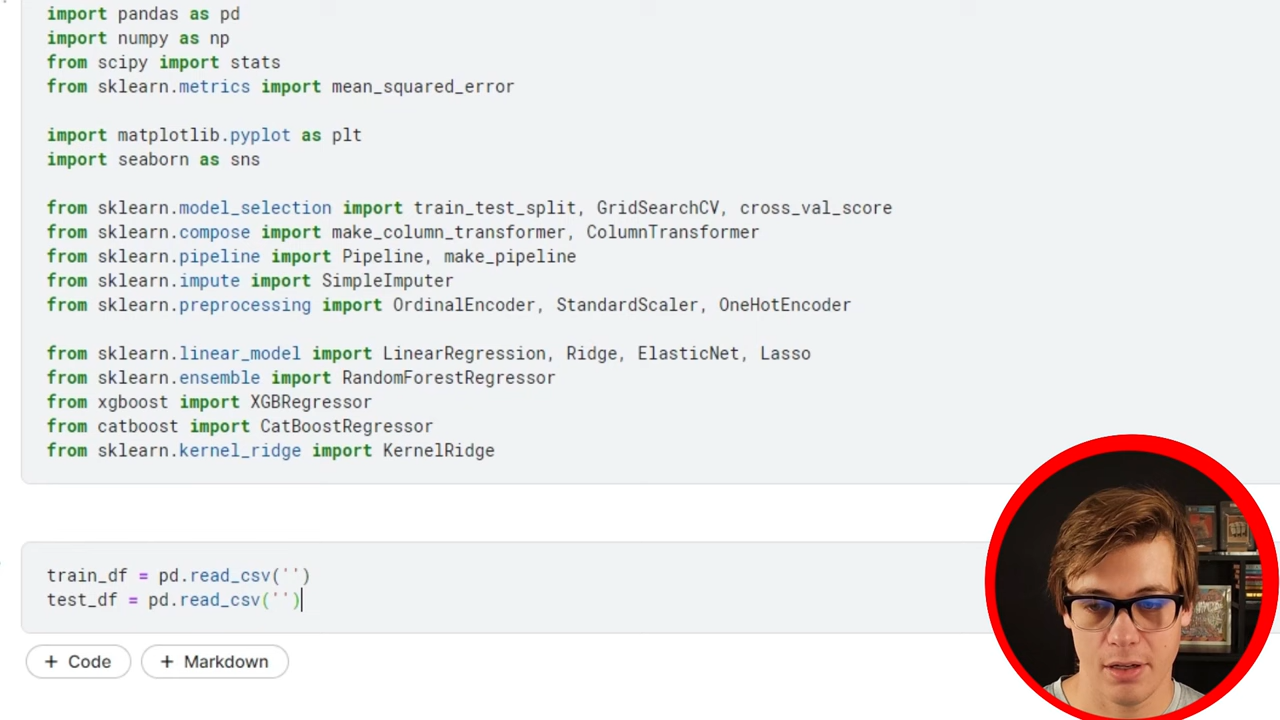 import pandas as pd
import numpy as np
from scipy import stats
from sklearn.metrics import mean_squared_error
import matplotlib.pyplot as plt
import seaborn as sns
from sklearn.model_selection import train_test_split, GridSearchCV, cross_val_score
from sklearn.compose import make_column_transformer, ColumnTransformer
from sklearn.pipeline import Pipeline, make_pipeline
from sklearn.impute import SimpleImputer
from sklearn.preprocessing import OrdinalEncoder, StandardScaler, OneHotEncoder
from sklearn.linear_model import LinearRegression, Ridge, ElasticNet, Lasso
from sklearn.ensemble import RandomForestRegressor
from xgboost import XGBRegressor
from catboost import CatBoostRegressor
from sklearn.kernel_ridge import KernelRidge
train_df = pd.read_csv('')
test_df = pd.read_csv('')
+ Code + Markdown